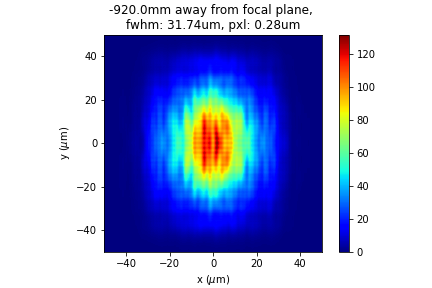 -920.0mm away from focal plane,
fwhm: 31.74um, pxl: 0.28um
40
20
0
−20
−40
y (μm)
−40 −20 0 20 40
x (μm)
120
100
80
60
40
20
0